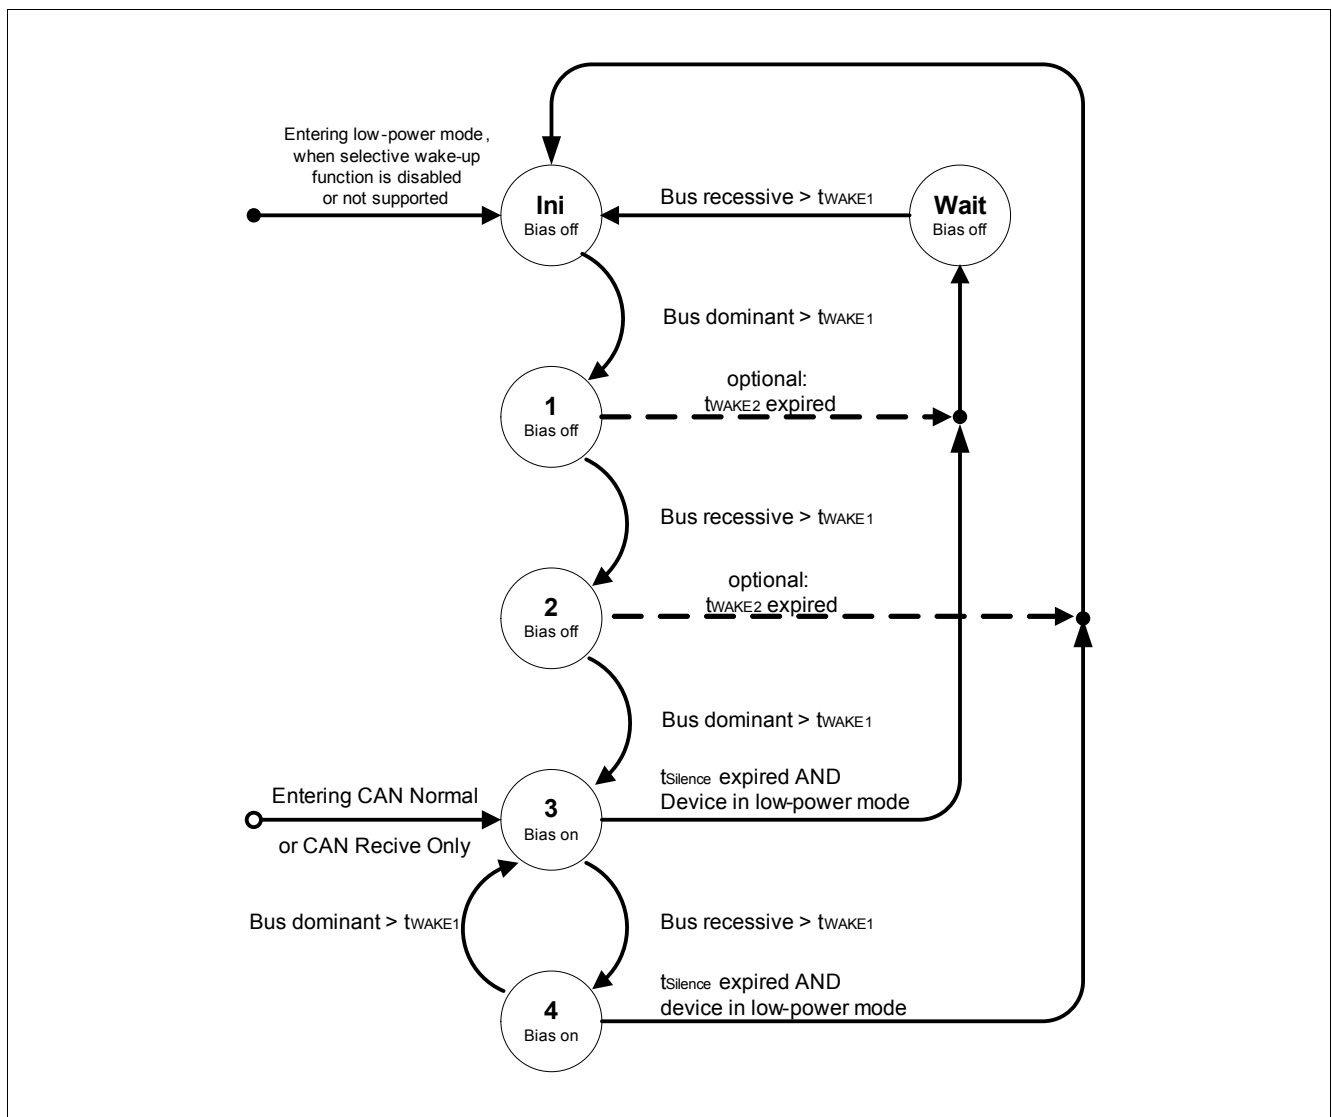 Entering low-power mode,
when selective wake-up
function is disabled
or not supported
Ini
Bias off
Bus recessive > tWAKE1
Wait
Bias off
Bus dominant > tWAKE1
optional:
tWAKE2 expired
1
Bias off
Bus recessive > tWAKE1
optional:
tWAKE2 expired
2
Bias off
Bus dominant > tWAKE1
tSilence expired AND
Device in low-power mode
Entering CAN Normal
or CAN Recive Only
3
Bias on
Bus dominant > tWAKE1
Bus recessive > tWAKE1
tSilence expired AND
device in low-power mode
4
Bias on